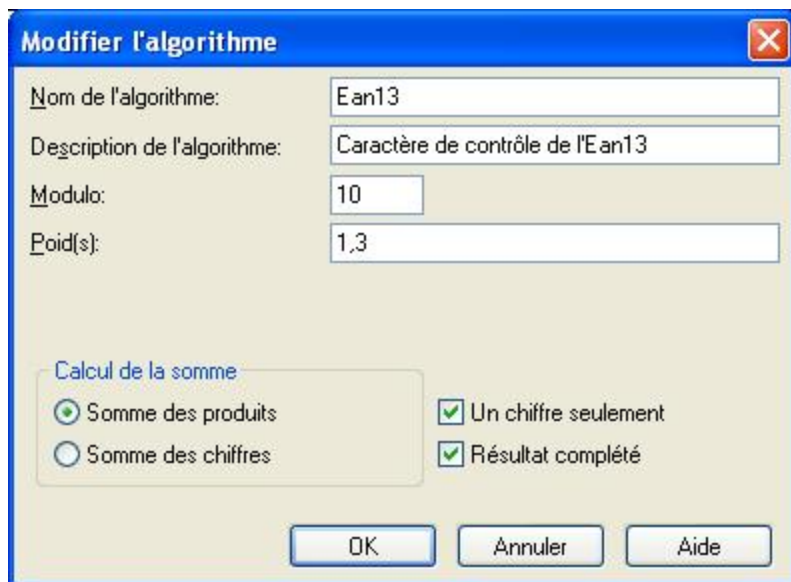 Modifier l'algorithme
Nom de l'algorithme: Ean13
Description de l'algorithme: Caractère de contrôle de l'Ean13
Modulo: 10
Poid(s): 1,3
Calcul de la somme
Somme des produits
Un chiffre seulement
Somme des chiffres
Résultat complété
OK Annuler Aide